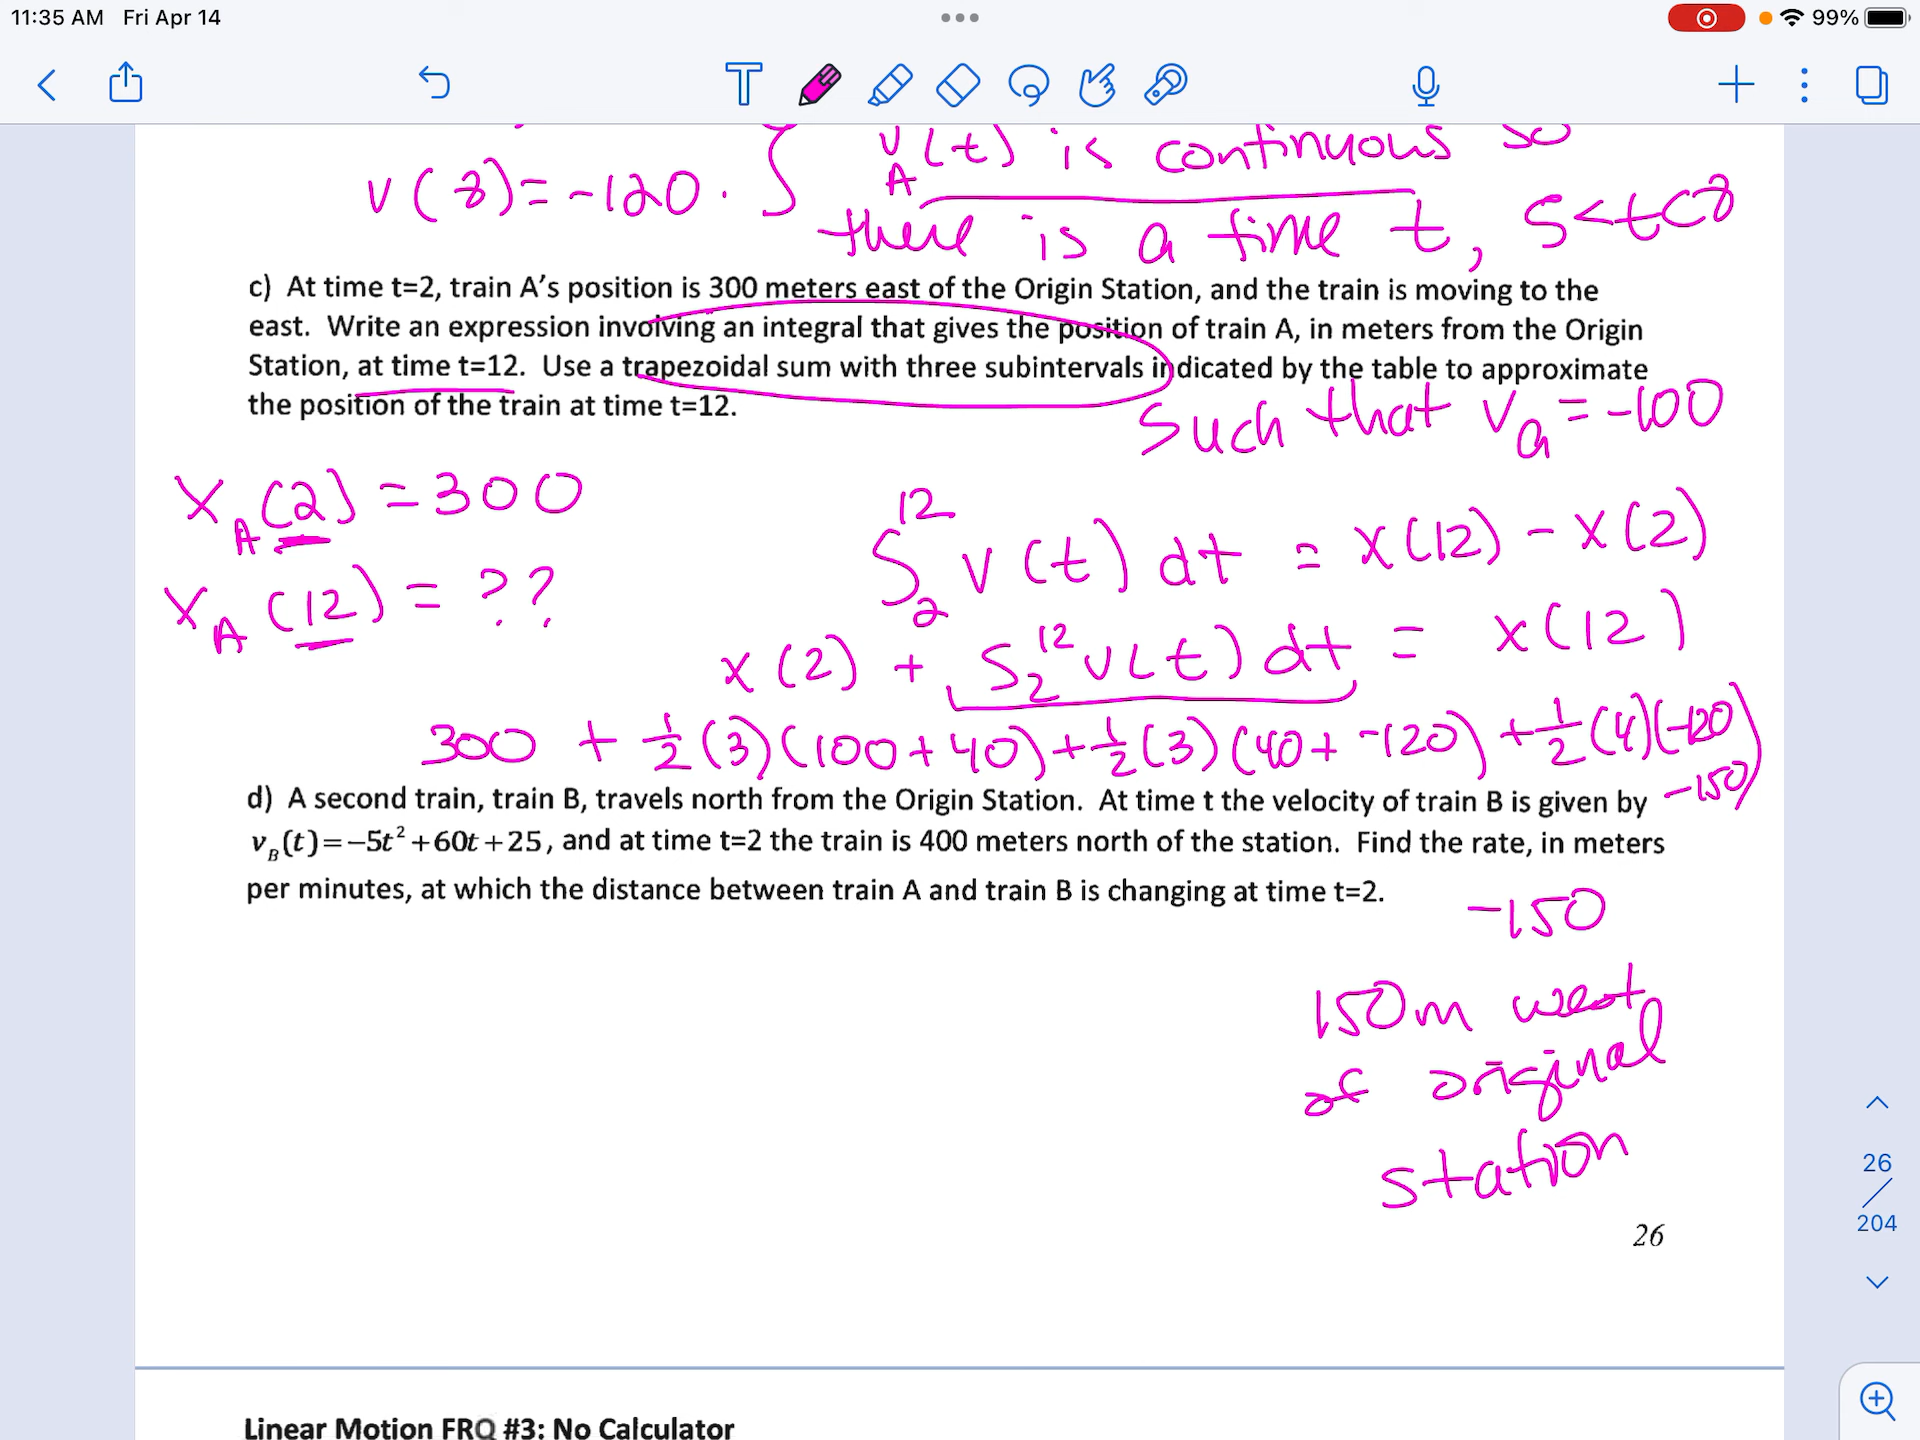 11:35 AM Fri Apr 14
99%
T
v(t) is continuous so
A
v(8)=-120.
there is a time t, 5<t<8
c) At time t=2, train A's position is 300 meters east of the Origin Station, and the train is moving to the
east. Write an expression involving an integral that gives the position of train A, in meters from the Origin
Station, at time t=12. Use a trapezoidal sum with three subintervals indicated by the table to approximate
the position of the train at time t=12.
such that va=-100
xA(2)=300
∫₂¹² v(t) dt = x(12) - x(2)
xA(12)=??
x(2) + ∫₂¹² v(t) dt = x(12)
300 + ½(3)(100+40)+½(3)(40+ -120)+½(4)(-120
-150)
d) A second train, train B, travels north from the Origin Station. At time t the velocity of train B is given by
vB(t)=−5t²+60t+25, and at time t=2 the train is 400 meters north of the station. Find the rate, in meters
per minutes, at which the distance between train A and train B is changing at time t=2.
-150
150m west
of original
station
26
/
204
26
Linear Motion FRQ #3: No Calculator